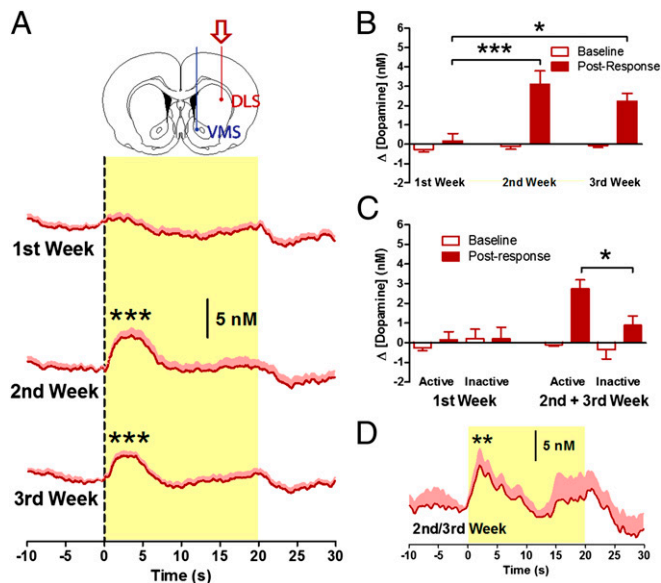 A
DLS
VMS
1st Week
***
5 nM
2nd Week
***
3rd Week
-10 -5 0 5 10 15 20 25 30
Time (s)
B
Δ [Dopamine] (nM)
6
5
4
3
2
1
0
-1
-2
*
***
Baseline
Post-Response
1st Week 2nd Week 3rd Week
C
Δ [Dopamine] (nM)
6
5
4
3
2
1
0
-1
-2
Baseline
Post-response
*
Active Inactive Active Inactive
1st Week 2nd + 3rd Week
D
**
5 nM
2nd/3rd Week
-10 -5 0 5 10 15 20 25 30
Time (s)